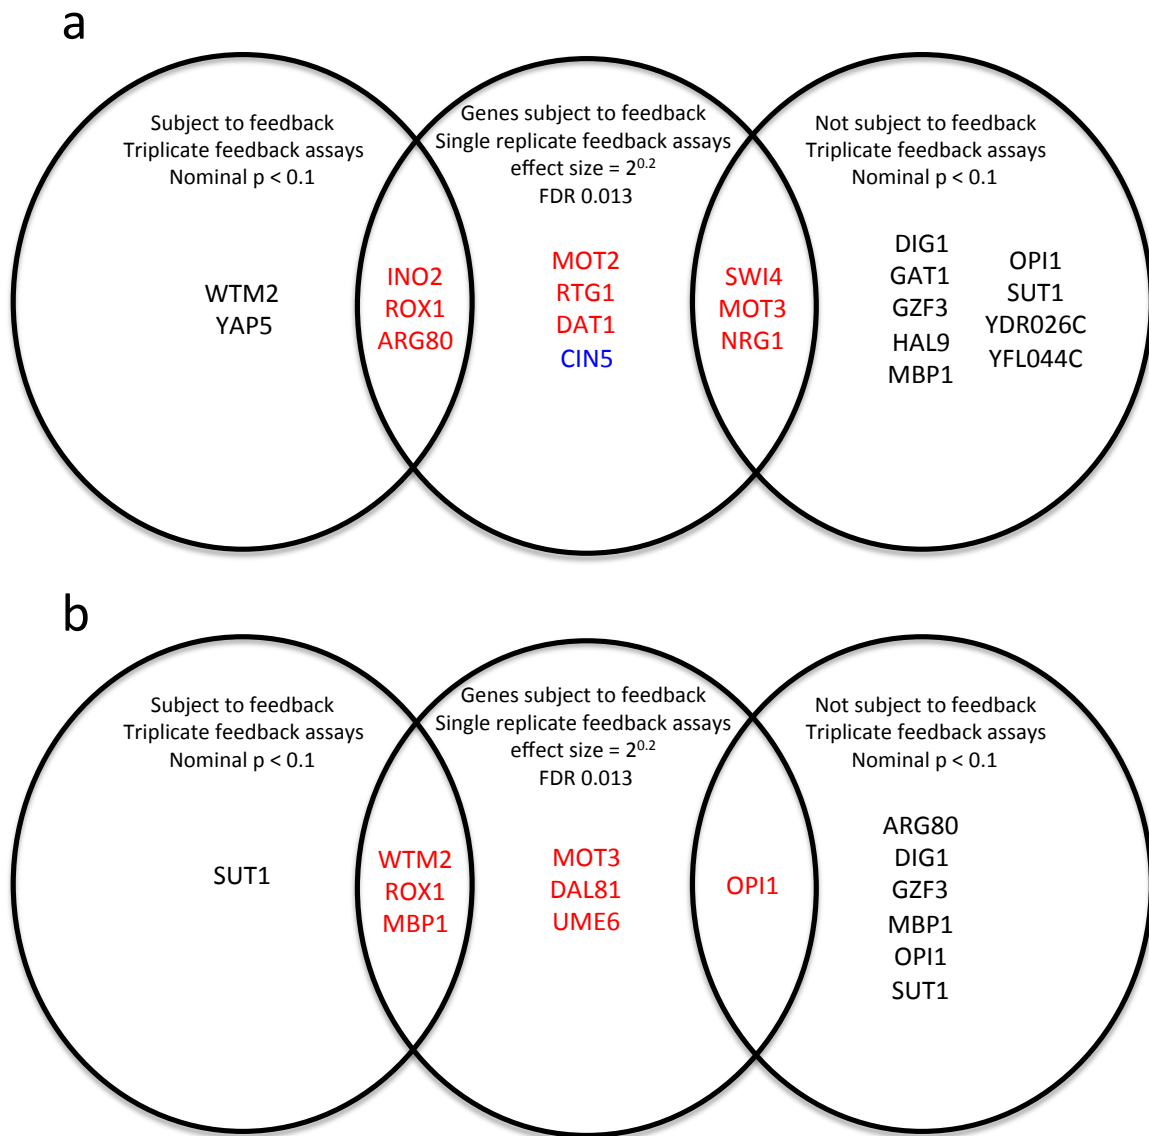 a
Subject to feedback
Triplicate feedback assays
Nominal p < 0.1
WTM2
YAP5
INO2
ROX1
ARG80
Genes subject to feedback
Single replicate feedback assays
effect size = 2^0.2
FDR 0.013
MOT2
RTG1
DAT1
CIN5
SWI4
MOT3
NRG1
Not subject to feedback
Triplicate feedback assays
Nominal p < 0.1
DIG1
GAT1
GZF3
HAL9
MBP1
OPI1
SUT1
YDR026C
YFL044C
b
Subject to feedback
Triplicate feedback assays
Nominal p < 0.1
SUT1
WTM2
ROX1
MBP1
Genes subject to feedback
Single replicate feedback assays
effect size = 2^0.2
FDR 0.013
MOT3
DAL81
UME6
OPI1
Not subject to feedback
Triplicate feedback assays
Nominal p < 0.1
ARG80
DIG1
GZF3
MBP1
OPI1
SUT1